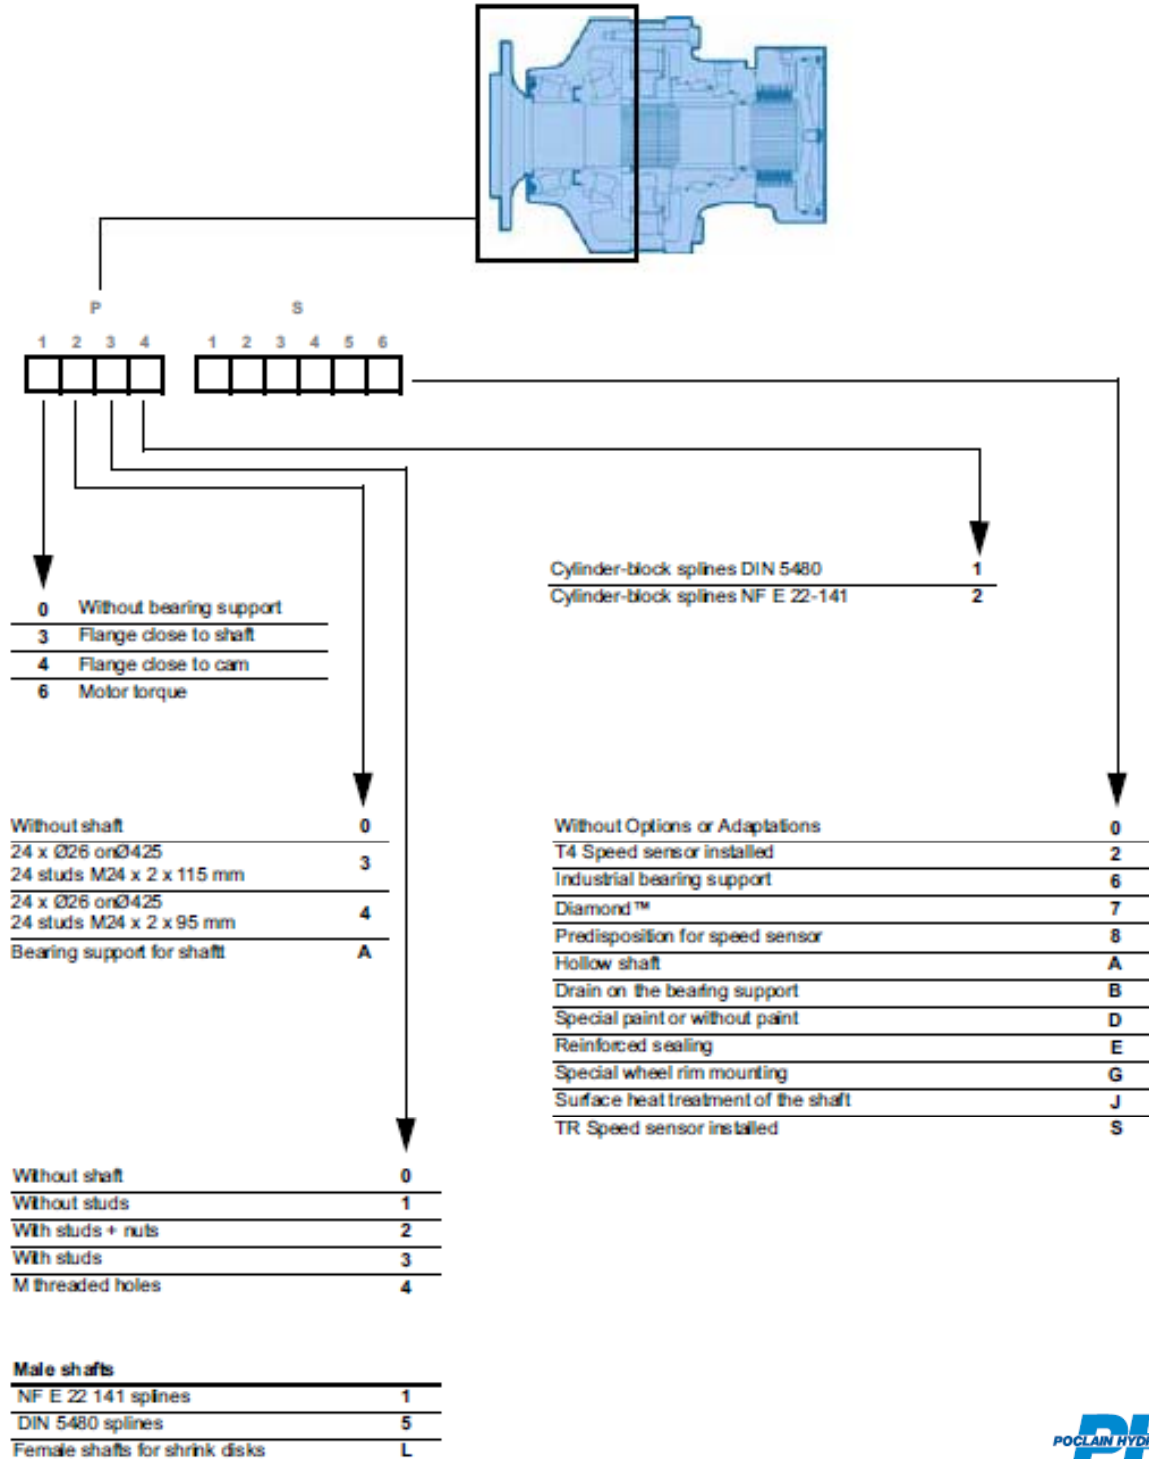 P S
1 2 3 4 1 2 3 4 5 6
Cylinder-block splines DIN 5480 1
Cylinder-block splines NF E 22-141 2
0 Without bearing support
3 Flange close to shaft
4 Flange close to cam
6 Motor torque
Without shaft 0
24 x Ø26 onØ425
24 studs M24 x 2 x 115 mm 3
24 x Ø26 onØ425
24 studs M24 x 2 x 95 mm 4
Bearing support for shaftt A
Without Options or Adaptations 0
T4 Speed sensor installed 2
Industrial bearing support 6
Diamond™ 7
Predisposition for speed sensor 8
Hollow shaft A
Drain on the bearing support B
Special paint or without paint D
Reinforced sealing E
Special wheel rim mounting G
Surface heat treatment of the shaft J
TR Speed sensor installed S
Without shaft 0
Without studs 1
With studs + nuts 2
With studs 3
M threaded holes 4
Male shafts
NF E 22 141 splines 1
DIN 5480 splines 5
Female shafts for shrink disks L
POCLAIN HYD